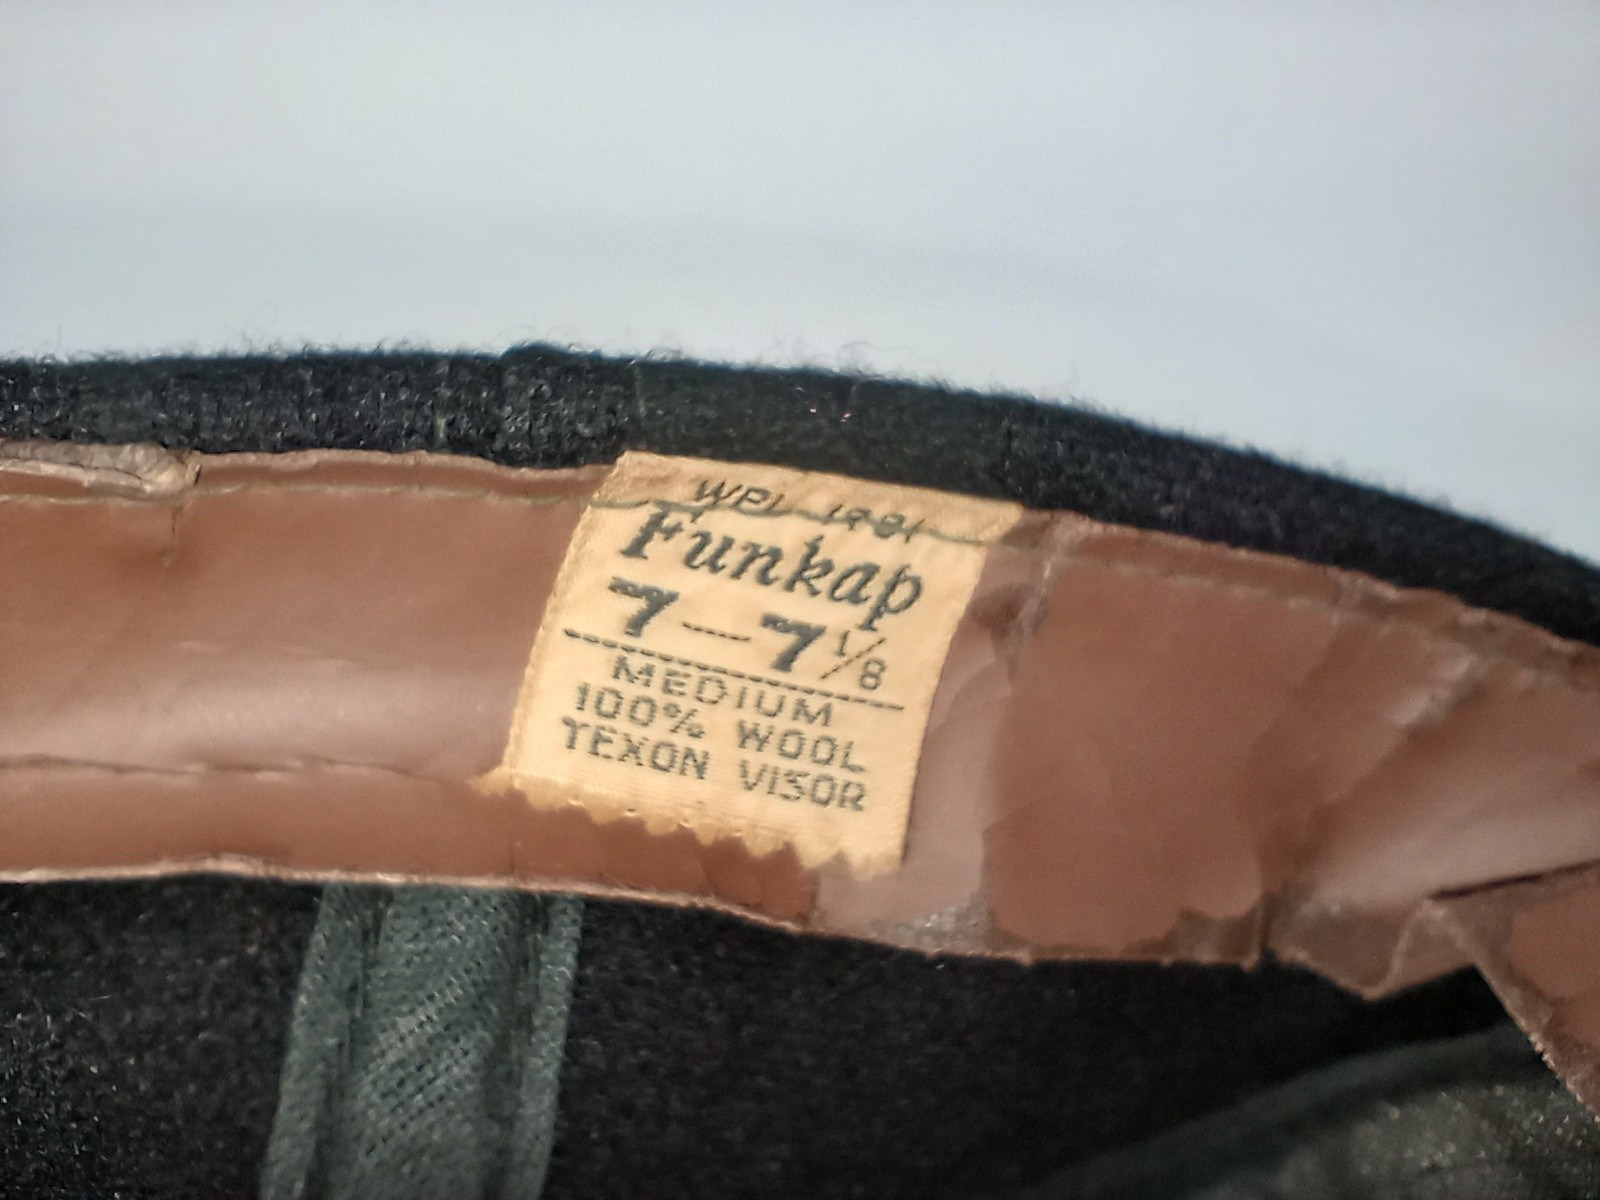 WPL 1981
Funkap
7—7 1/8
MEDIUM
100% WOOL
TEXON VISOR